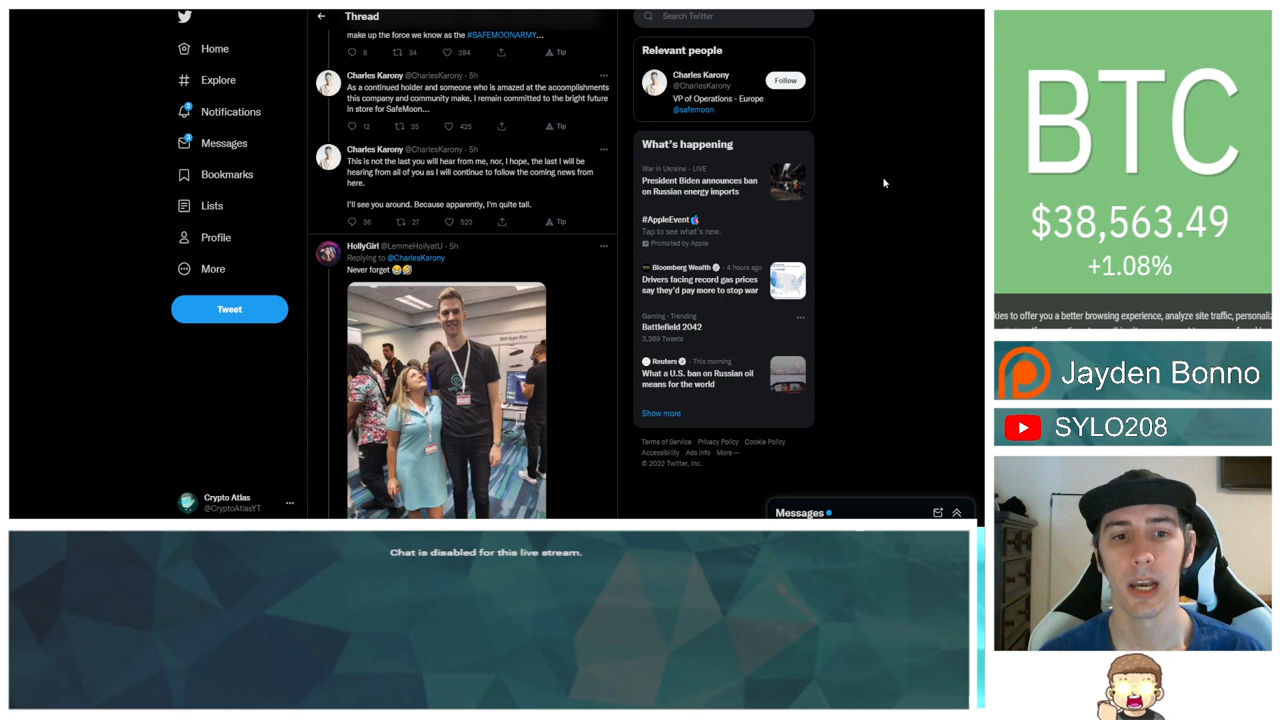 Home
Explore
Notifications
Messages
Bookmarks
Lists
Profile
More
Tweet
Crypto Atlas
@CryptoAtlasYT
Thread
make up the force we know as the #SAFEMOONARMY...
8 34 384 Tip
Charles Karony @CharlesKarony · 5h
As a continued holder and someone who is amazed at the accomplishments
this company and community make, I remain committed to the bright future
in store for SafeMoon...
12 35 425 Tip
Charles Karony @CharlesKarony · 5h
This is not the last you will hear from me, nor, I hope, the last I will be
hearing from all of you as I will continue to follow the coming news from
here.
I'll see you around. Because apparently, I'm quite tall.
36 27 523 Tip
HollyGirl @LemmeHollyatU · 5h
Replying to @CharlesKarony
Never forget
Search Twitter
Relevant people
Charles Karony
@CharlesKarony
Follow
VP of Operations - Europe
@safemoon
What's happening
War in Ukraine · LIVE
President Biden announces ban
on Russian energy imports
#AppleEvent
Tap to see what's new.
Promoted by Apple
Bloomberg Wealth · 4 hours ago
Drivers facing record gas prices
say they'd pay more to stop war
Gaming · Trending
Battlefield 2042
3,369 Tweets
Reuters · This morning
What a U.S. ban on Russian oil
means for the world
Show more
Terms of Service Privacy Policy Cookie Policy
Accessibility Ads info More ···
© 2022 Twitter, Inc.
Messages
Chat is disabled for this live stream.
BTC
$38,563.49
+1.08%
kies to offer you a better browsing experience, analyze site traffic, personaliz
Jayden Bonno
SYLO208